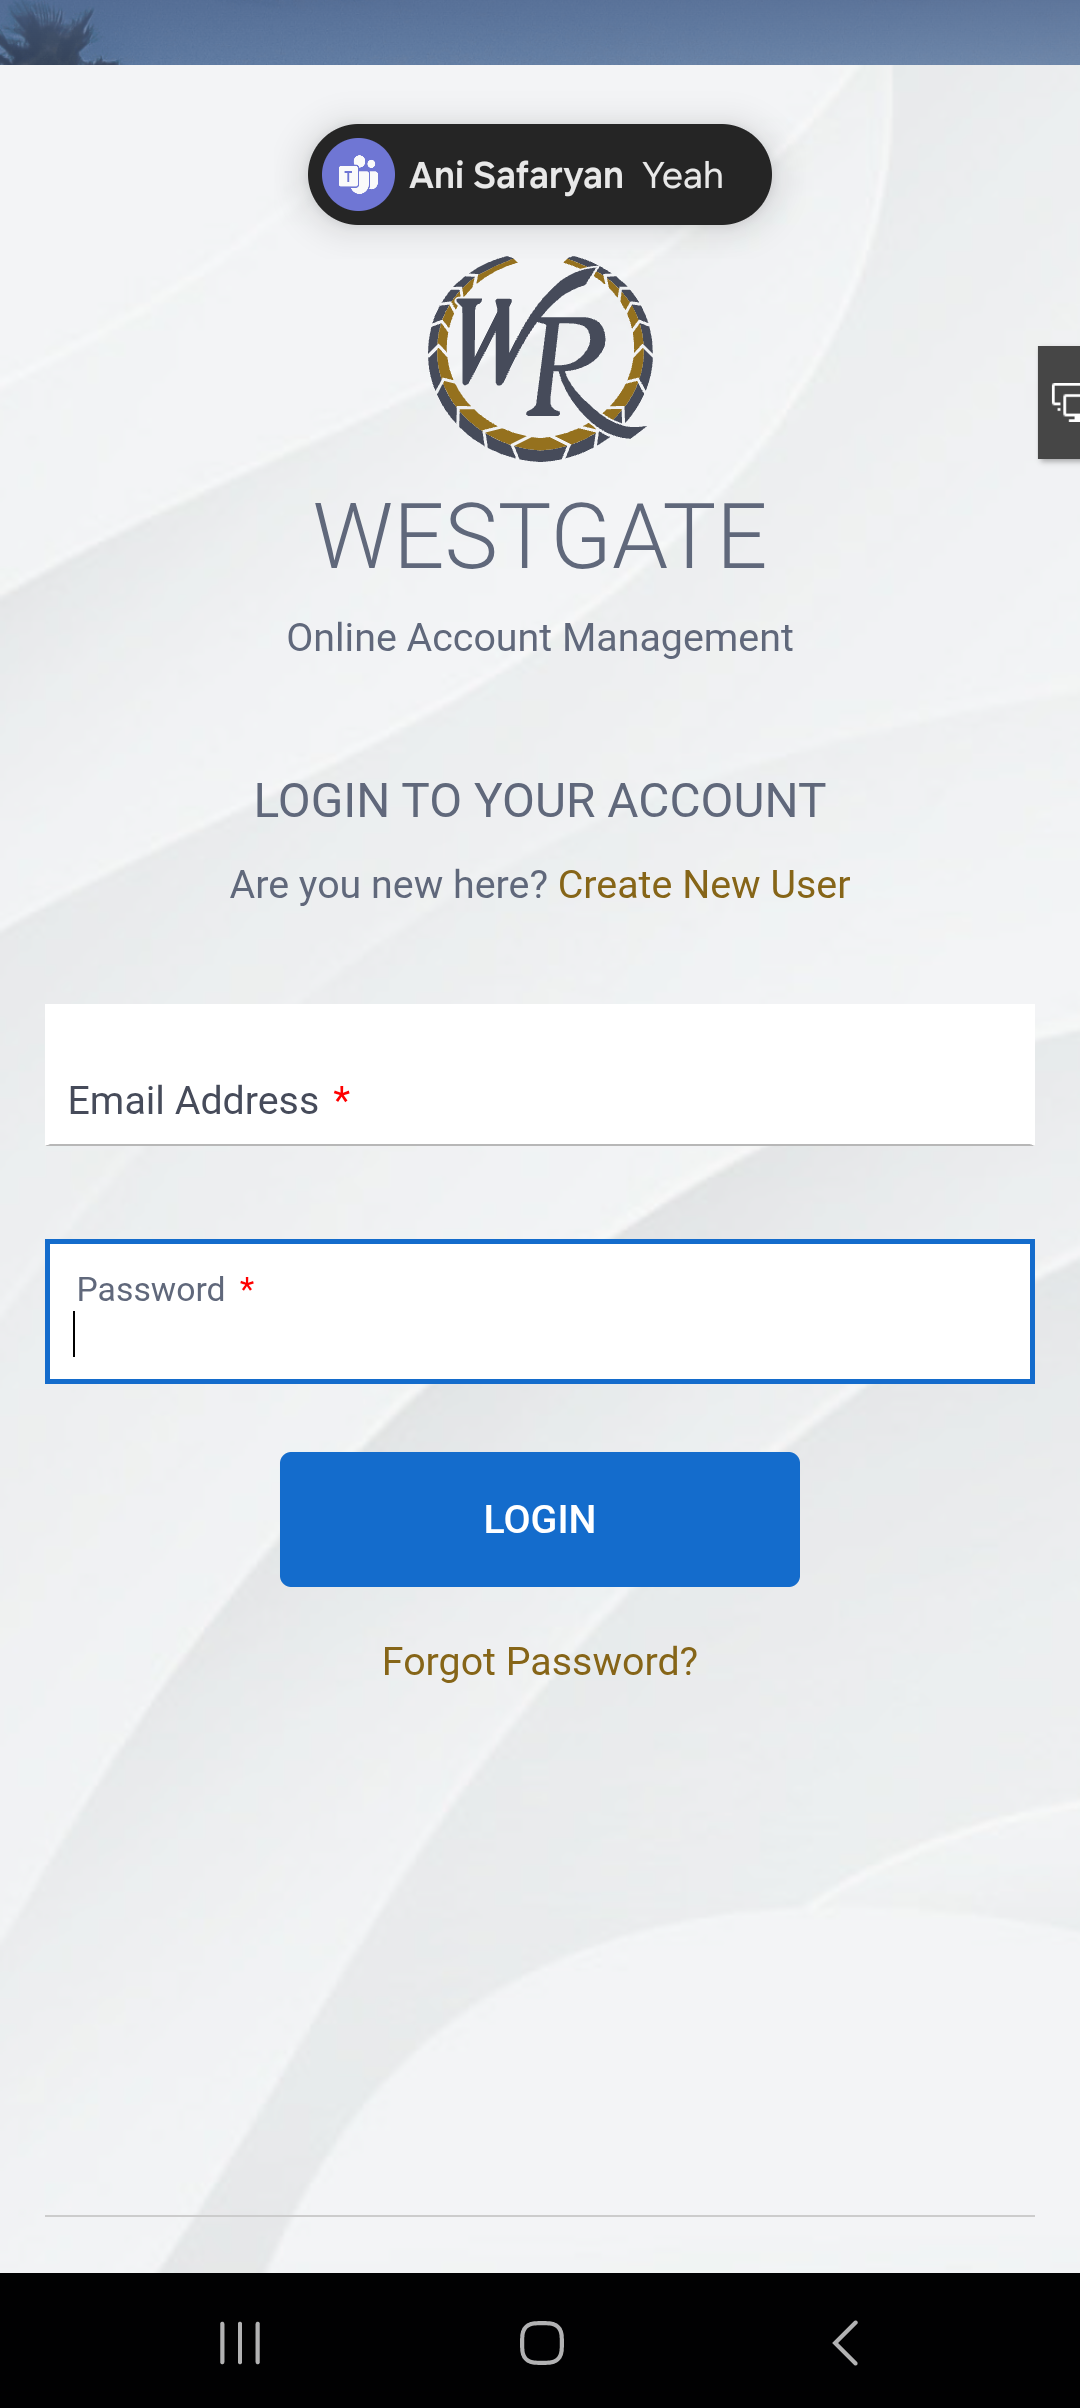 Ani Safaryan Yeah
WR
WESTGATE
Online Account Management
LOGIN TO YOUR ACCOUNT
Are you new here? Create New User
Email Address *
Password *
LOGIN
Forgot Password?